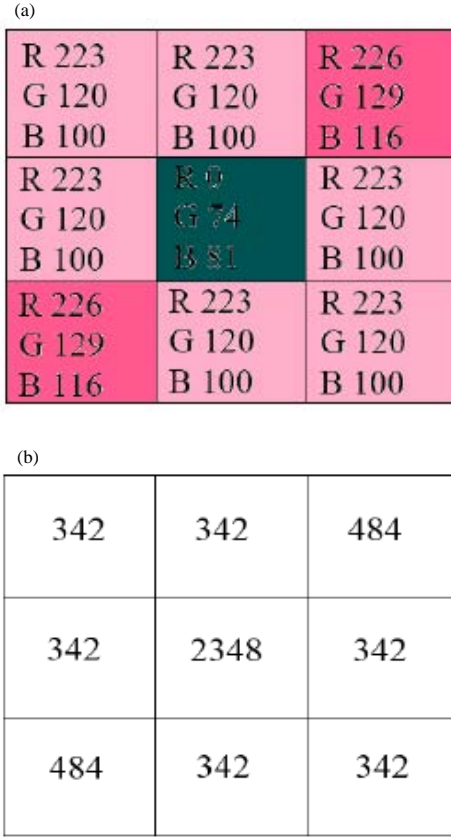 (a)
R 223 R 223 R 226
G 120 G 120 G 129
B 100 B 100 B 116
R 223 R 0 R 223
G 120 G 74 G 120
B 100 B 81 B 100
R 226 R 223 R 223
G 129 G 120 G 120
B 116 B 100 B 100
(b)
342 342 484
342 2348 342
484 342 342